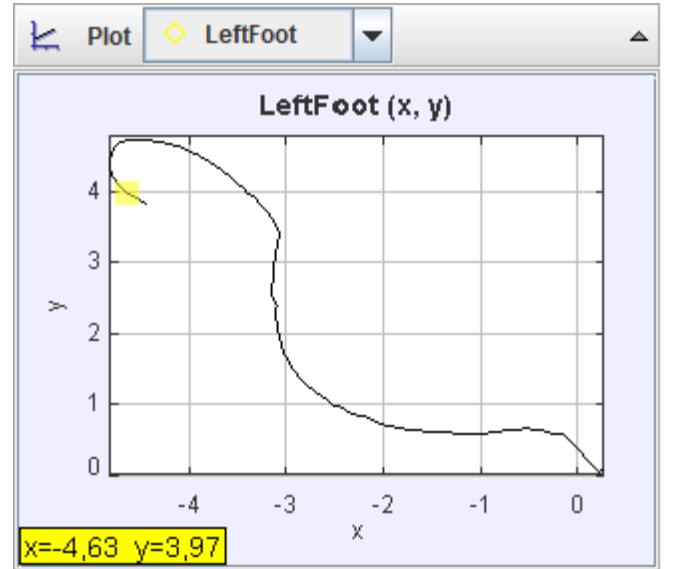 Plot LeftFoot
LeftFoot (x, y)
4
3
2
1
0
y
-4 -3 -2 -1 0
x
x=-4,63 y=3,97